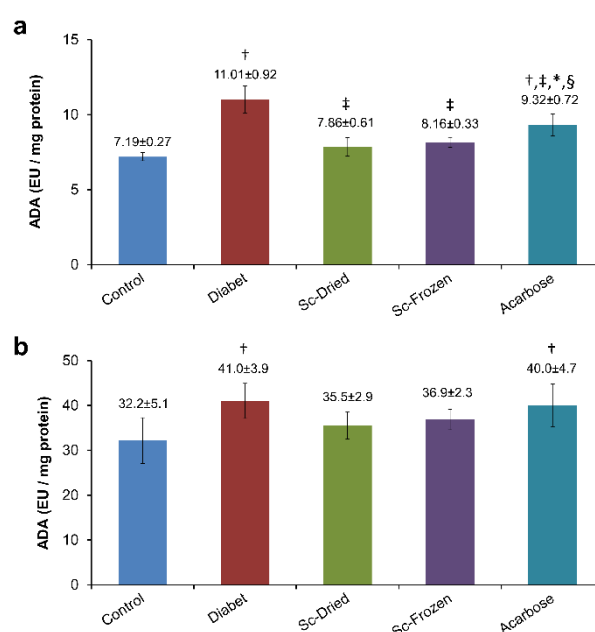 a
ADA (EU / mg protein)
15
10
5
0
7.19±0.27
†
11.01±0.92
‡
7.86±0.61
‡
8.16±0.33
†,‡,*,§
9.32±0.72
Control
Diabet
Sc-Dried
Sc-Frozen
Acarbose
b
ADA (EU / mg protein)
50
40
30
20
10
0
32.2±5.1
†
41.0±3.9
35.5±2.9
36.9±2.3
†
40.0±4.7
Control
Diabet
Sc-Dried
Sc-Frozen
Acarbose